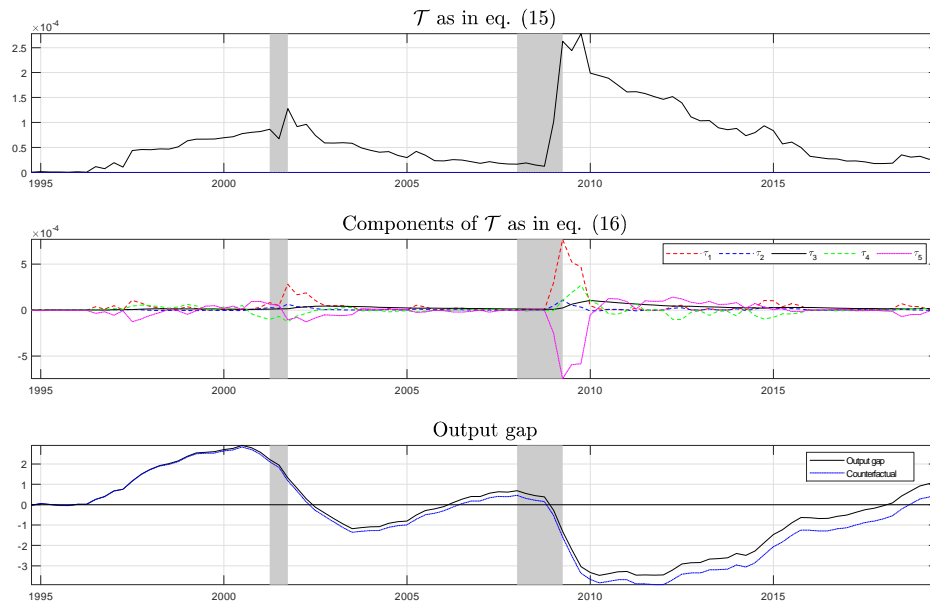 𝒯 as in eq. (15)
×10⁻⁴
2.5
2
1.5
1
0.5
0
1995 2000 2005 2010 2015
Components of 𝒯 as in eq. (16)
×10⁻⁴
τ₁ τ₂ τ₃ τ₄ τ₅
5
0
-5
1995 2000 2005 2010 2015
Output gap
Output gap
Counterfactual
2
1
0
-1
-2
-3
1995 2000 2005 2010 2015